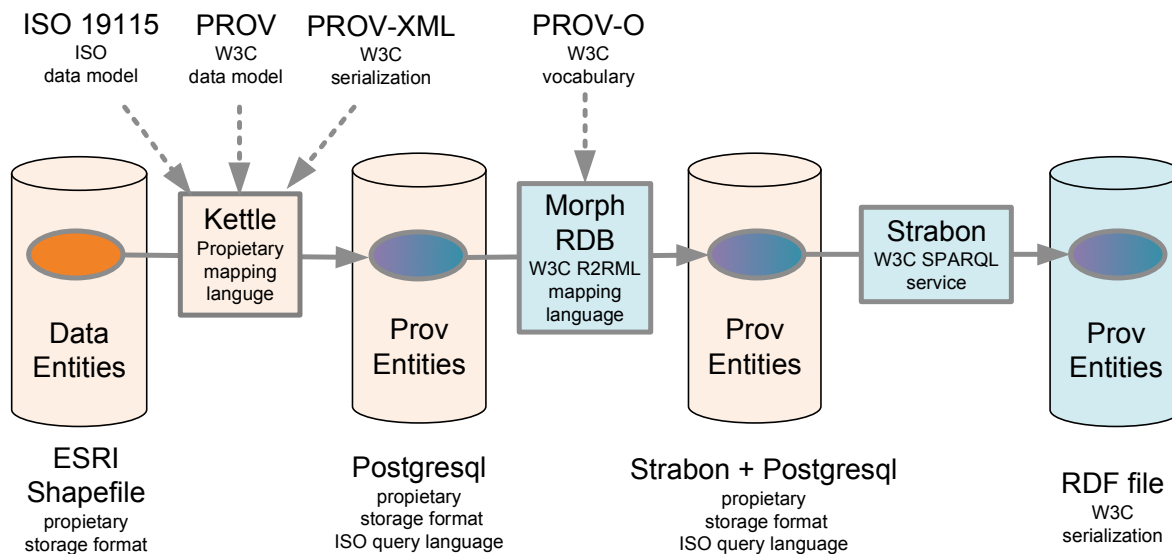 ISO 19115
ISO
data model
PROV
W3C
data model
PROV-XML
W3C
serialization
PROV-O
W3C
vocabulary
Data
Entities
Kettle
Propietary
mapping
languge
Prov
Entities
Morph
RDB
W3C R2RML
mapping
language
Prov
Entities
Strabon
W3C SPARQL
service
Prov
Entities
ESRI
Shapefile
propietary
storage format
Postgresql
propietary
storage format
ISO query language
Strabon + Postgresql
propietary
storage format
ISO query language
RDF file
W3C
serialization